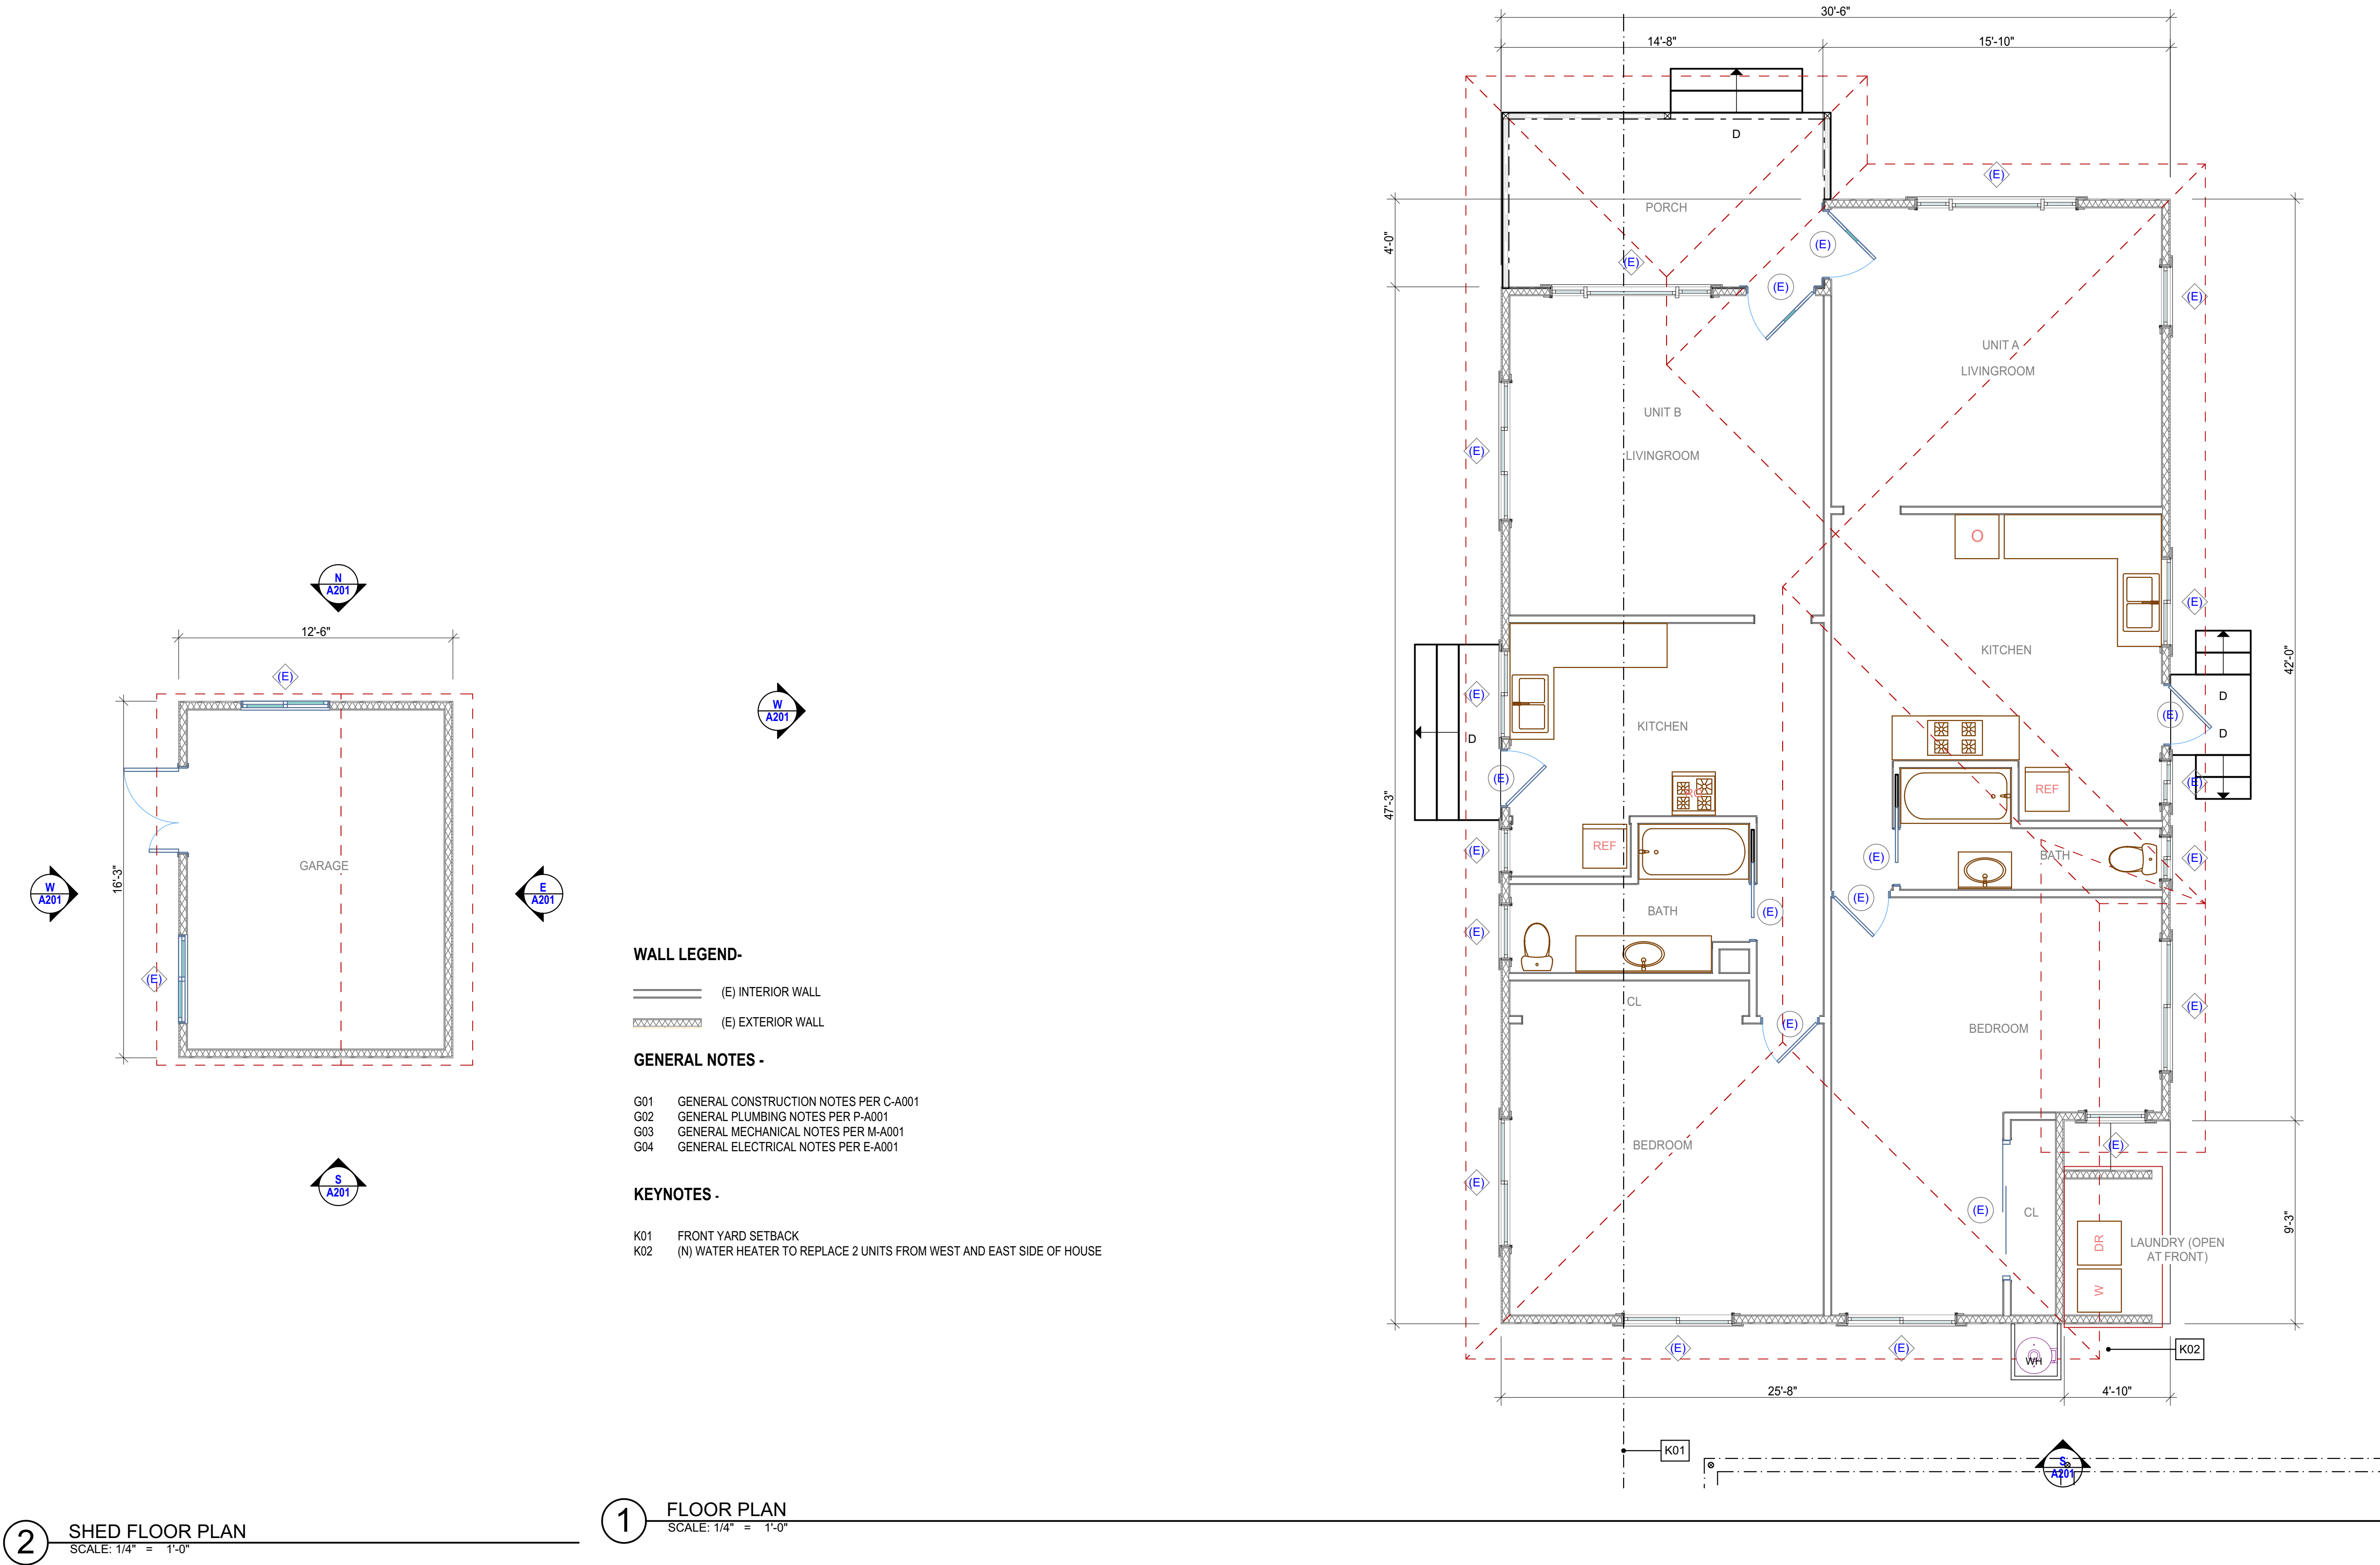 30'-6"
14'-8"
15'-10"
D
(E)
PORCH
4'-0"
(E)
(E)
(E)
(E)
UNIT A
LIVINGROOM
UNIT B
(E)
LIVINGROOM
O
N
A201
12'-6"
(E)
(E)
KITCHEN
42'-0"
W
A201
(E)
D
(E)
KITCHEN
D
D
(E)
(E)
REF
(E)
47'-3"
REF
(E)
(E)
BATH
(E)
GARAGE
16'-3"
W
A201
E
A201
(E)
BATH
(E)
(E)
WALL LEGEND-
(E) INTERIOR WALL
(E) EXTERIOR WALL
(E)
CL
(E)
(E)
BEDROOM
GENERAL NOTES -
G01 GENERAL CONSTRUCTION NOTES PER C-A001
G02 GENERAL PLUMBING NOTES PER P-A001
G03 GENERAL MECHANICAL NOTES PER M-A001
G04 GENERAL ELECTRICAL NOTES PER E-A001
BEDROOM
(E)
(E)
S
A201
KEYNOTES -
K01 FRONT YARD SETBACK
K02 (N) WATER HEATER TO REPLACE 2 UNITS FROM WEST AND EAST SIDE OF HOUSE
(E)
CL
9'-3"
DR
LAUNDRY (OPEN
AT FRONT)
W
(E)
(E)
WH
K02
25'-8"
4'-10"
K01
S
A201
1
FLOOR PLAN
SCALE: 1/4" = 1'-0"
2
SHED FLOOR PLAN
SCALE: 1/4" = 1'-0"